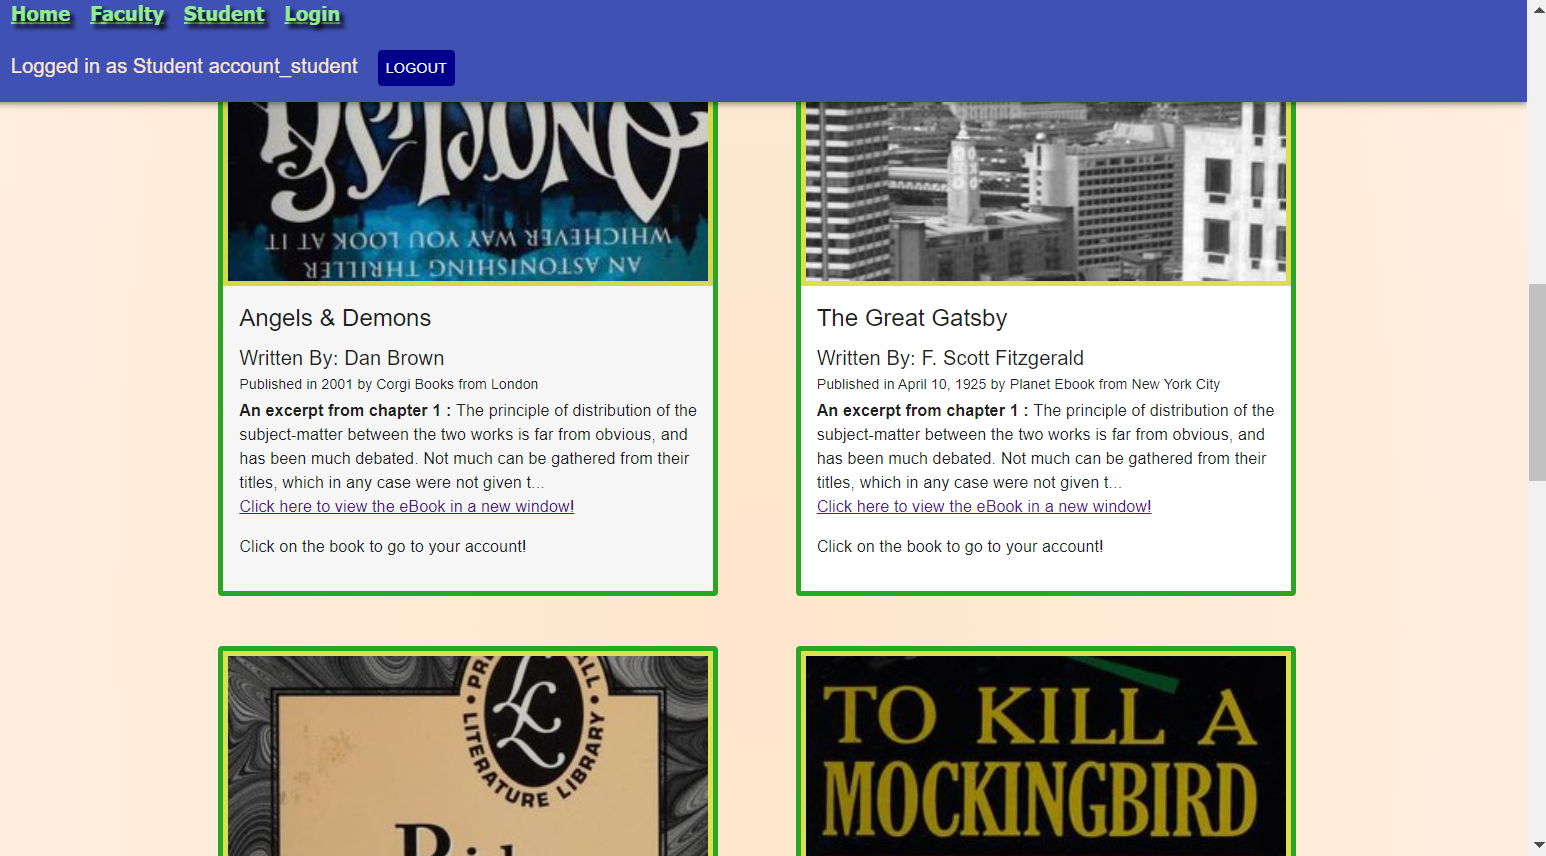 Home Faculty Student Login
Logged in as Student account_student LOGOUT
WHICHEVER WAY YOU LOOK AT IT
AN ASTONISHING THRILLER
Angels & Demons
Written By: Dan Brown
Published in 2001 by Corgi Books from London
An excerpt from chapter 1 : The principle of distribution of the
subject-matter between the two works is far from obvious, and
has been much debated. Not much can be gathered from their
titles, which in any case were not given t...
Click here to view the eBook in a new window!
Click on the book to go to your account!
OXO
The Great Gatsby
Written By: F. Scott Fitzgerald
Published in April 10, 1925 by Planet Ebook from New York City
An excerpt from chapter 1 : The principle of distribution of the
subject-matter between the two works is far from obvious, and
has been much debated. Not much can be gathered from their
titles, which in any case were not given t...
Click here to view the eBook in a new window!
Click on the book to go to your account!
LITERATURE LIBRARY
TO KILL A
MOCKINGBIRD